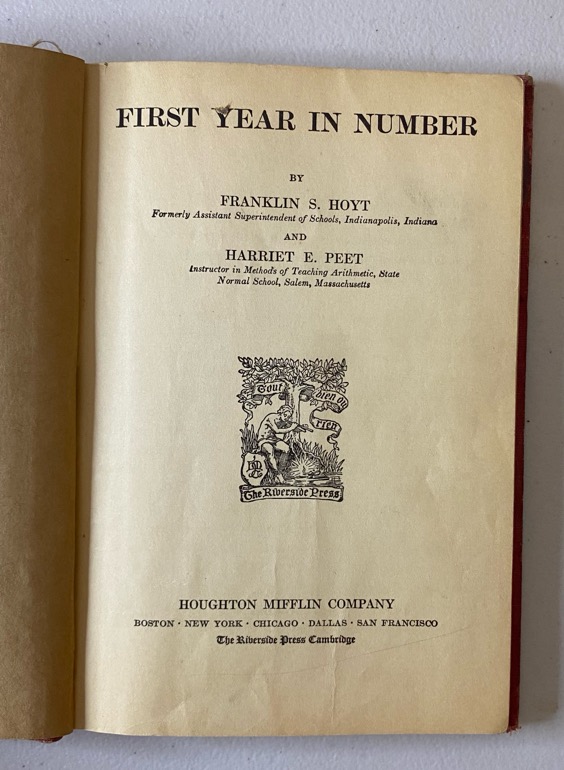 FIRST YEAR IN NUMBER
BY
FRANKLIN S. HOYT
Formerly Assistant Superintendent of Schools, Indianapolis, Indiana
AND
HARRIET E. PEET
Instructor in Methods of Teaching Arithmetic, State
Normal School, Salem, Massachusetts
Tout
bien ou
rien
The Riverside Press
HOUGHTON MIFFLIN COMPANY
BOSTON · NEW YORK · CHICAGO · DALLAS · SAN FRANCISCO
The Riverside Press Cambridge